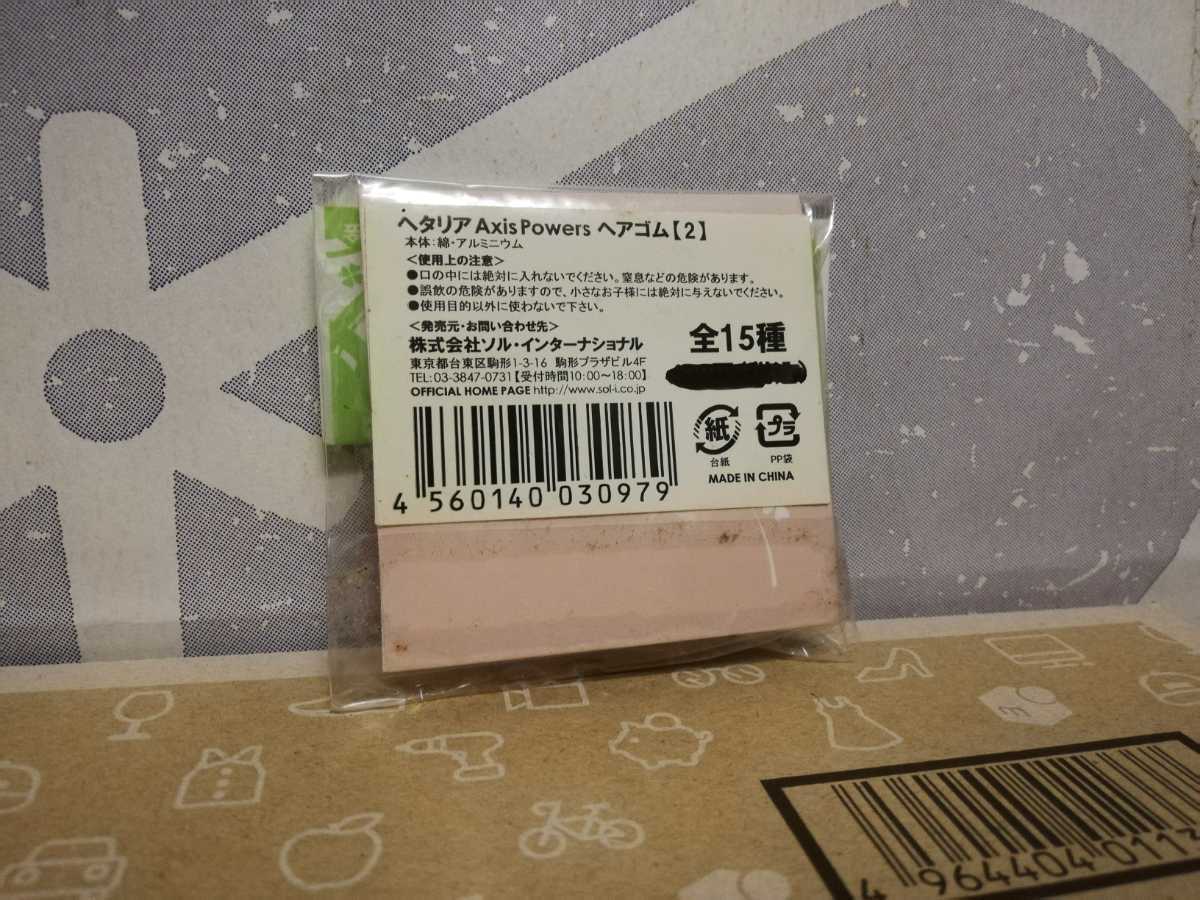 ヘタリア Axis Powers ヘアゴム【2】
本体：綿・アルミニウム
＜使用上の注意＞
●口の中には絶対に入れないでください。窒息などの危険があります。
●誤飲の危険がありますので、小さなお子様には絶対に与えないでください。
●使用目的以外に使わないで下さい。
＜発売元・お問い合わせ先＞
株式会社ソル・インターナショナル
東京都台東区駒形1-3-16 駒形プラザビル4F
TEL：03-3847-0731【受付時間10：00～18：00】
OFFICIAL HOME PAGE http://www.sol-i.co.jp
全15種
紙
台紙
プラ
PP袋
MADE IN CHINA
4 560140 030979
4 964404 0113